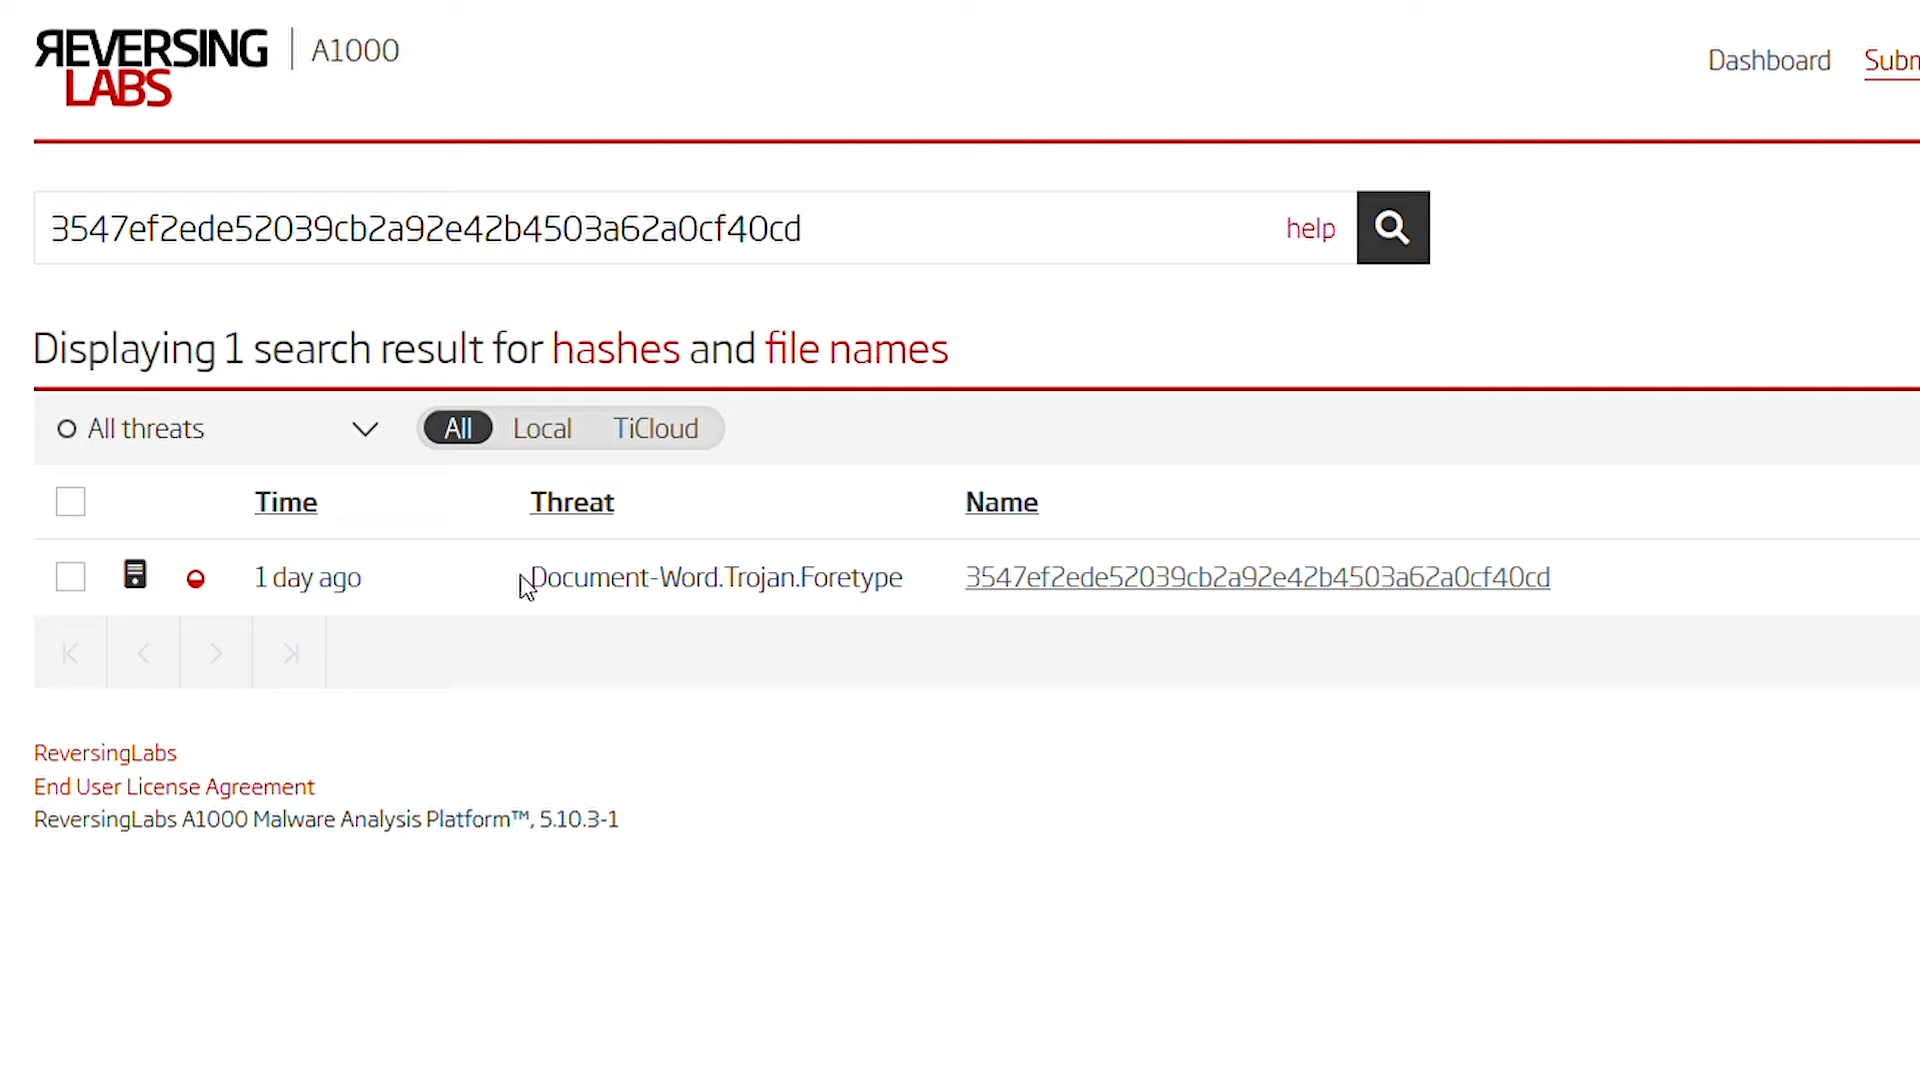 REVERSING
LABS
A1000
Dashboard
Subm
3547ef2ede52039cb2a92e42b4503a62a0cf40cd
help
Displaying 1 search result for hashes and file names
All threats
All Local TiCloud
Time Threat Name
1 day ago Document-Word.Trojan.Foretype 3547ef2ede52039cb2a92e42b4503a62a0cf40cd
ReversingLabs
End User License Agreement
ReversingLabs A1000 Malware Analysis Platform™, 5.10.3-1